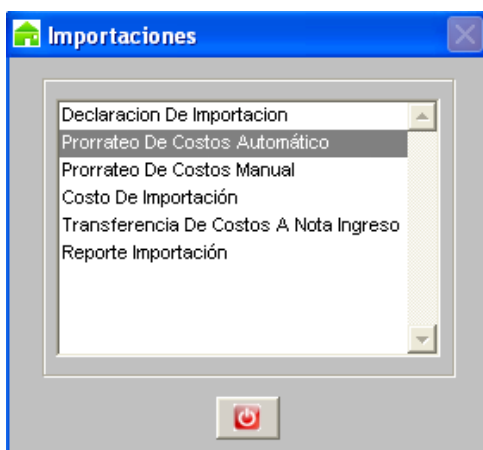 Importaciones
Declaracion De Importacion
Prorrateo De Costos Automático
Prorrateo De Costos Manual
Costo De Importación
Transferencia De Costos A Nota Ingreso
Reporte Importación